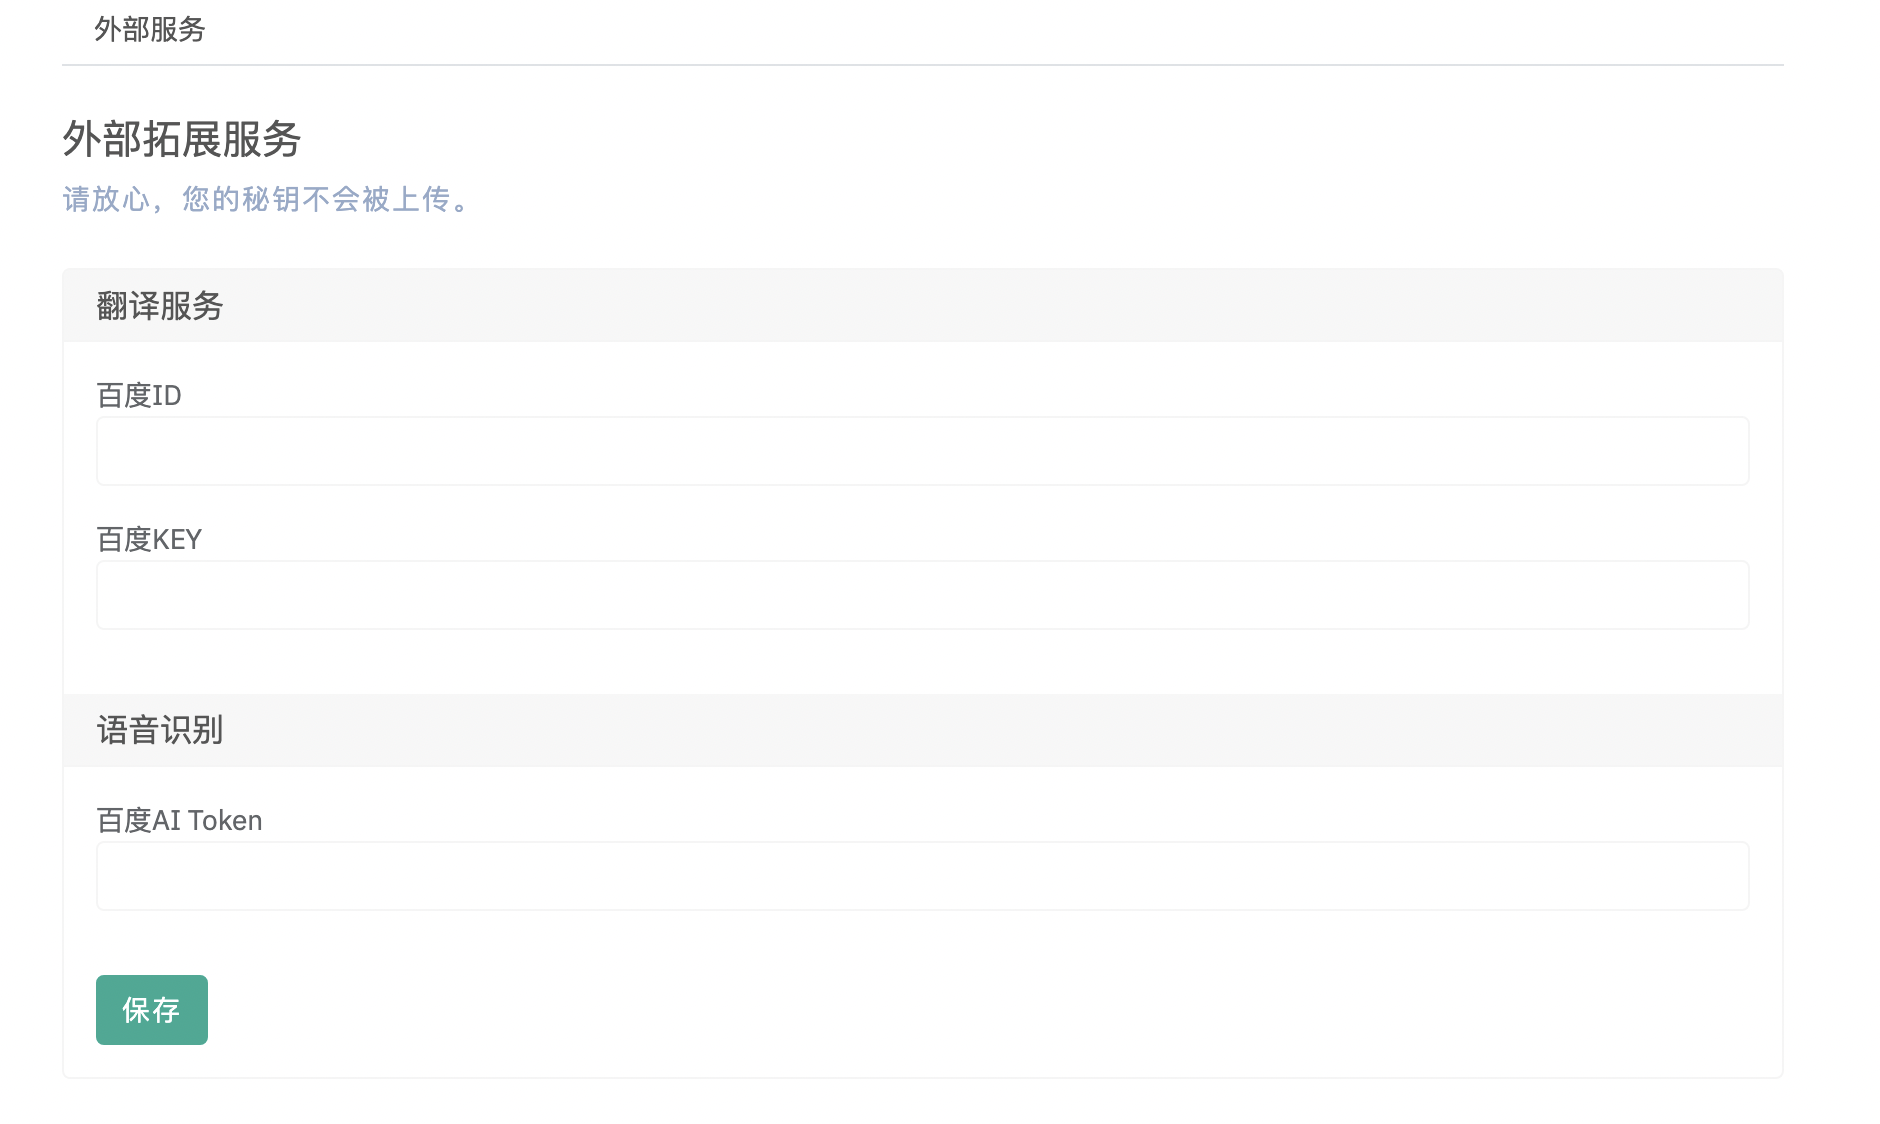 外部服务
外部拓展服务
请放心，您的秘钥不会被上传。
翻译服务
百度ID
百度KEY
语音识别
百度AI Token
保存